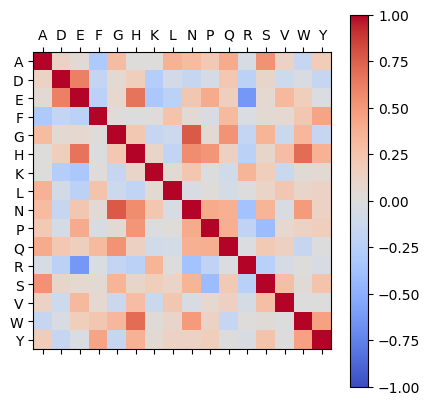 A D E F G H K L N P Q R S V W Y
A
D
E
F
G
H
K
L
N
P
Q
R
S
V
W
Y
1.00
0.75
0.50
0.25
0.00
−0.25
−0.50
−0.75
−1.00